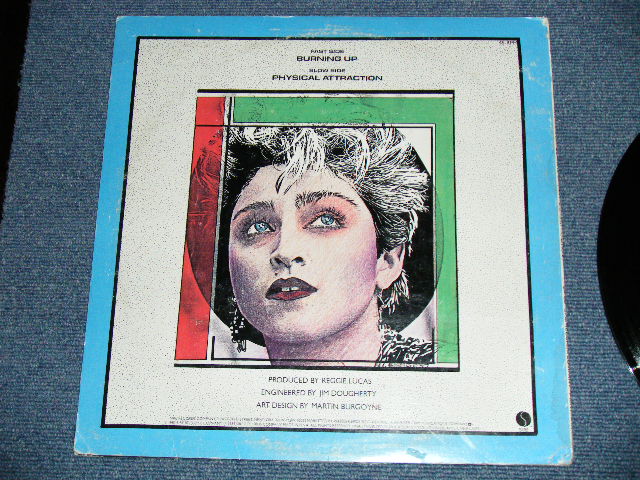 FAST SIDE
BURNING UP
SLOW SIDE
PHYSICAL ATTRACTION
PRODUCED BY REGGIE LUCAS
ENGINEERED BY JIM DOUGHERTY
ART DESIGN BY MARTIN BURGOYNE